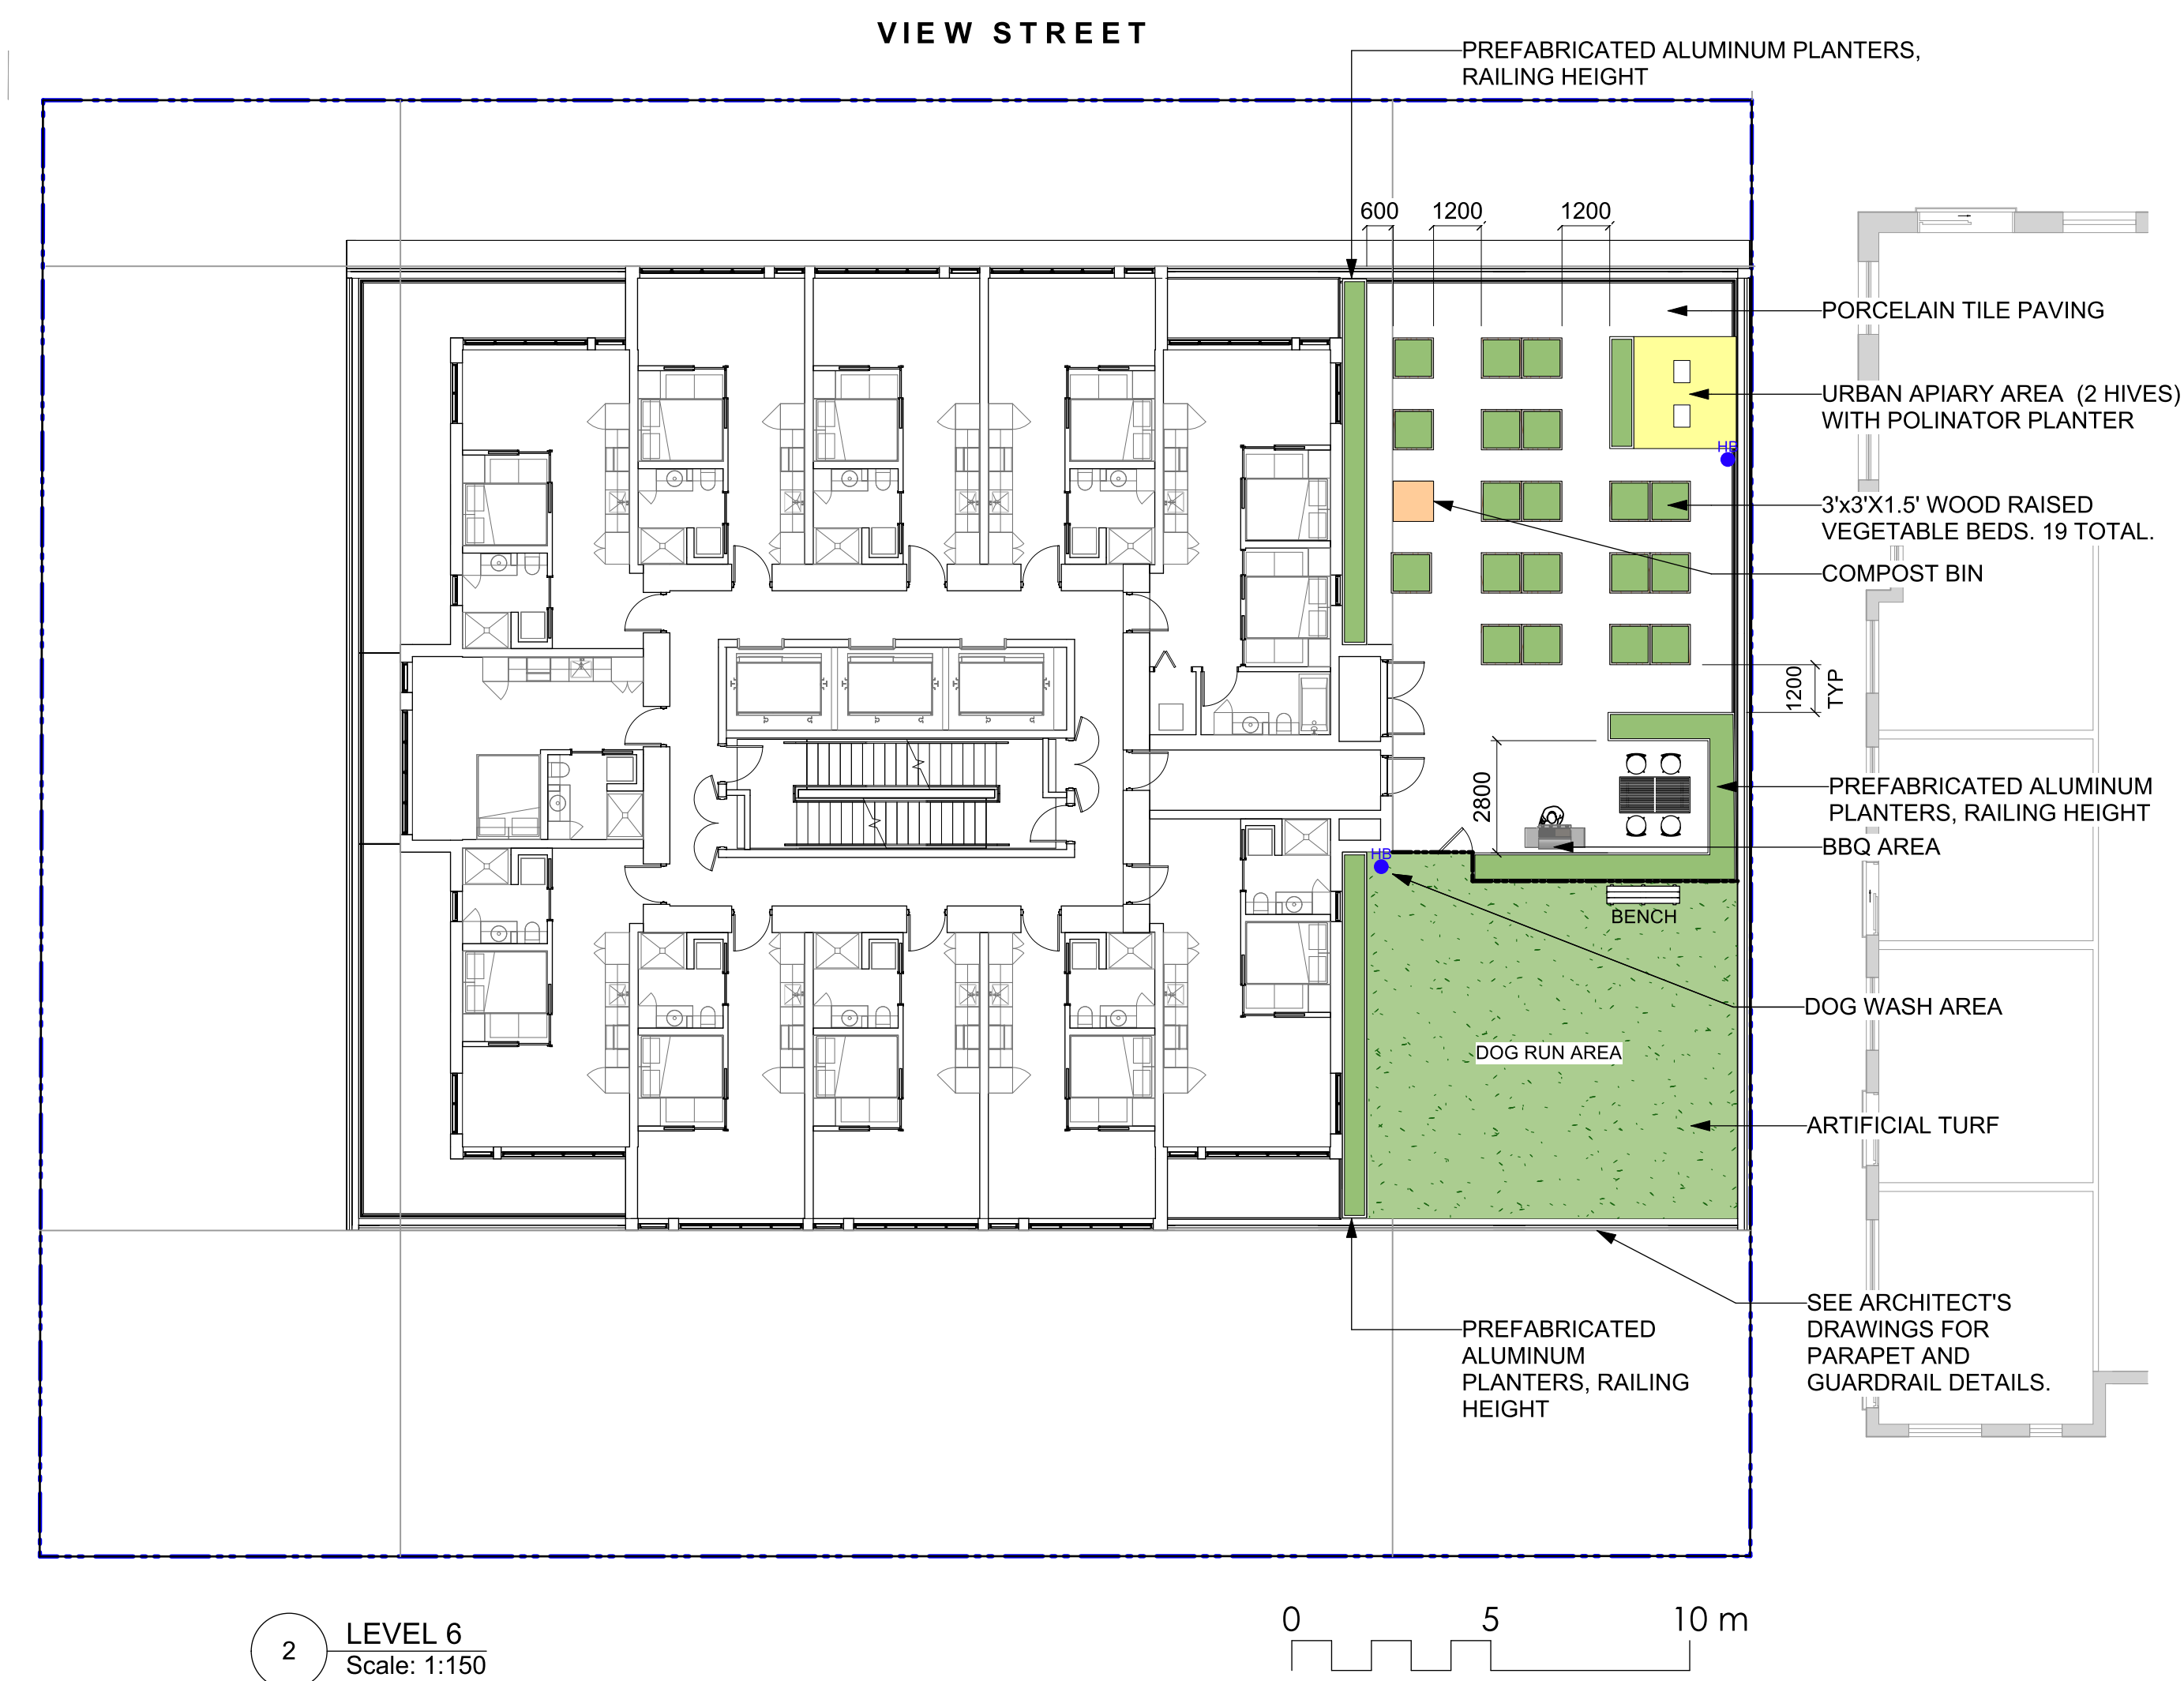 VIEW STREET
PREFABRICATED ALUMINUM PLANTERS,
RAILING HEIGHT
600
1200
1200
PORCELAIN TILE PAVING
URBAN APIARY AREA (2 HIVES)
WITH POLINATOR PLANTER
HB
3'x3'X1.5' WOOD RAISED
VEGETABLE BEDS. 19 TOTAL.
COMPOST BIN
1200
TYP
2800
PREFABRICATED ALUMINUM
PLANTERS, RAILING HEIGHT
BBQ AREA
HB
BENCH
DOG WASH AREA
DOG RUN AREA
ARTIFICIAL TURF
SEE ARCHITECT'S
DRAWINGS FOR
PARAPET AND
GUARDRAIL DETAILS.
PREFABRICATED
ALUMINUM
PLANTERS, RAILING
HEIGHT
2
LEVEL 6
Scale: 1:150
0 5 10 m